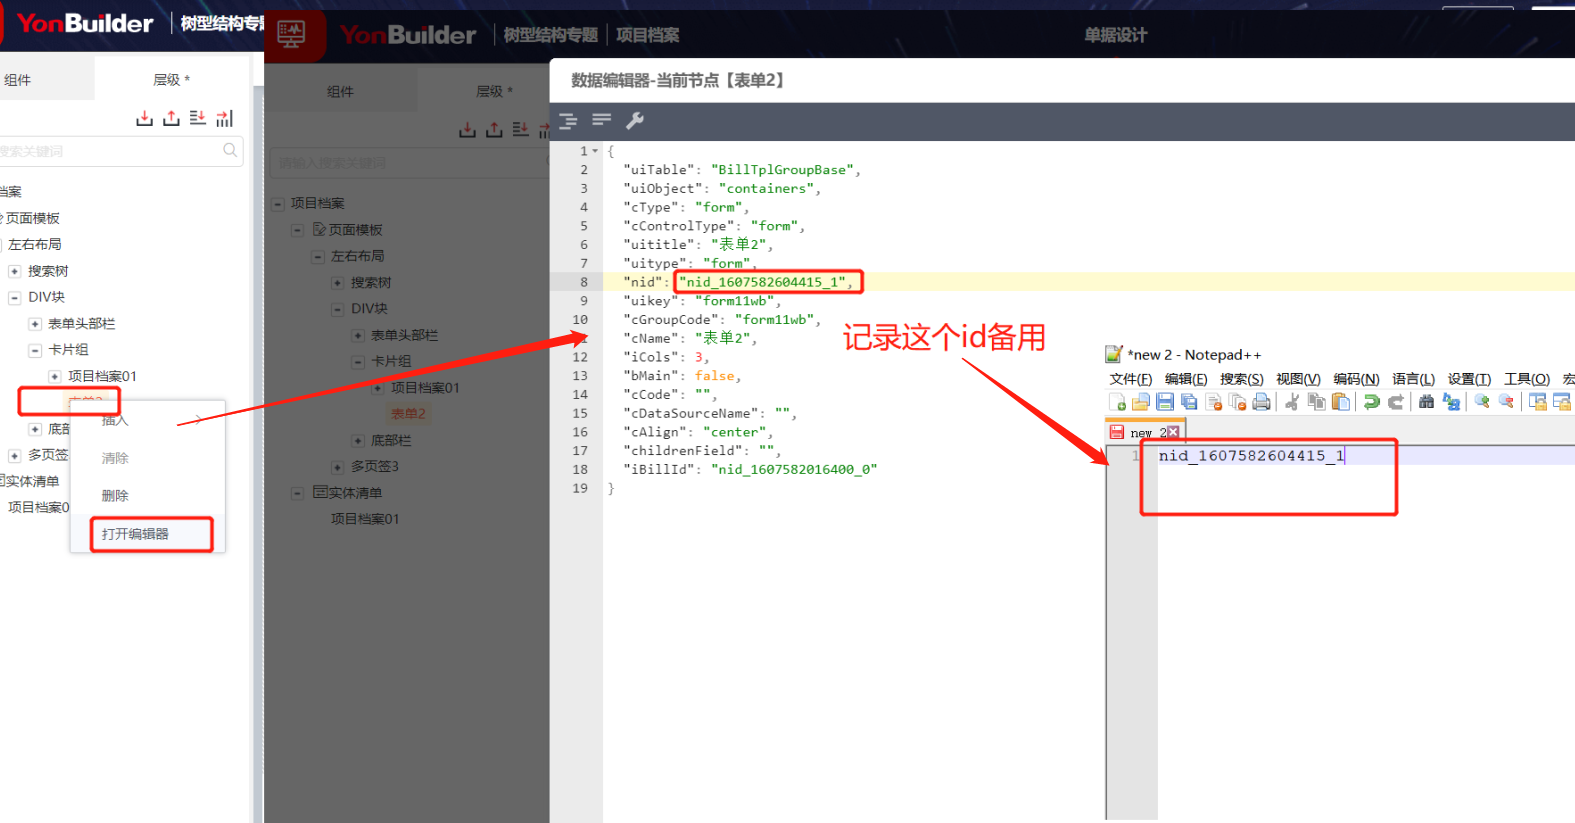 YonBuilder 树型结构专题
组件
层级 *
搜索关键词
档案
页面模板
左右布局
搜索树
DIV块
表单头部栏
卡片组
项目档案01
插入
清除
删除
打开编辑器
多页签
实体清单
项目档案0
YonBuilder 树型结构专题 项目档案
单据设计
组件
层级 *
请输入搜索关键词
项目档案
页面模板
左右布局
搜索树
DIV块
表单头部栏
卡片组
项目档案01
表单2
底部栏
多页签3
实体清单
项目档案01
数据编辑器-当前节点【表单2】
1 {
2 "uiTable": "BillTplGroupBase",
3 "uiObject": "containers",
4 "cType": "form",
5 "cControlType": "form",
6 "uititle": "表单2",
7 "uitype": "form",
8 "nid": "nid_1607582604415_1",
9 "uikey": "form11wb",
10 "cGroupCode": "form11wb",
"cName": "表单2",
12 "iCols": 3,
13 "bMain": false,
14 "cCode": "",
15 "cDataSourceName": "",
16 "cAlign": "center",
17 "childrenField": "",
18 "iBillId": "nid_1607582016400_0"
19 }
记录这个id备用
*new 2 - Notepad++
文件(F) 编辑(E) 搜索(S) 视图(V) 编码(N) 语言(L) 设置(T) 工具(O) 宏
new 2
1 nid_1607582604415_1